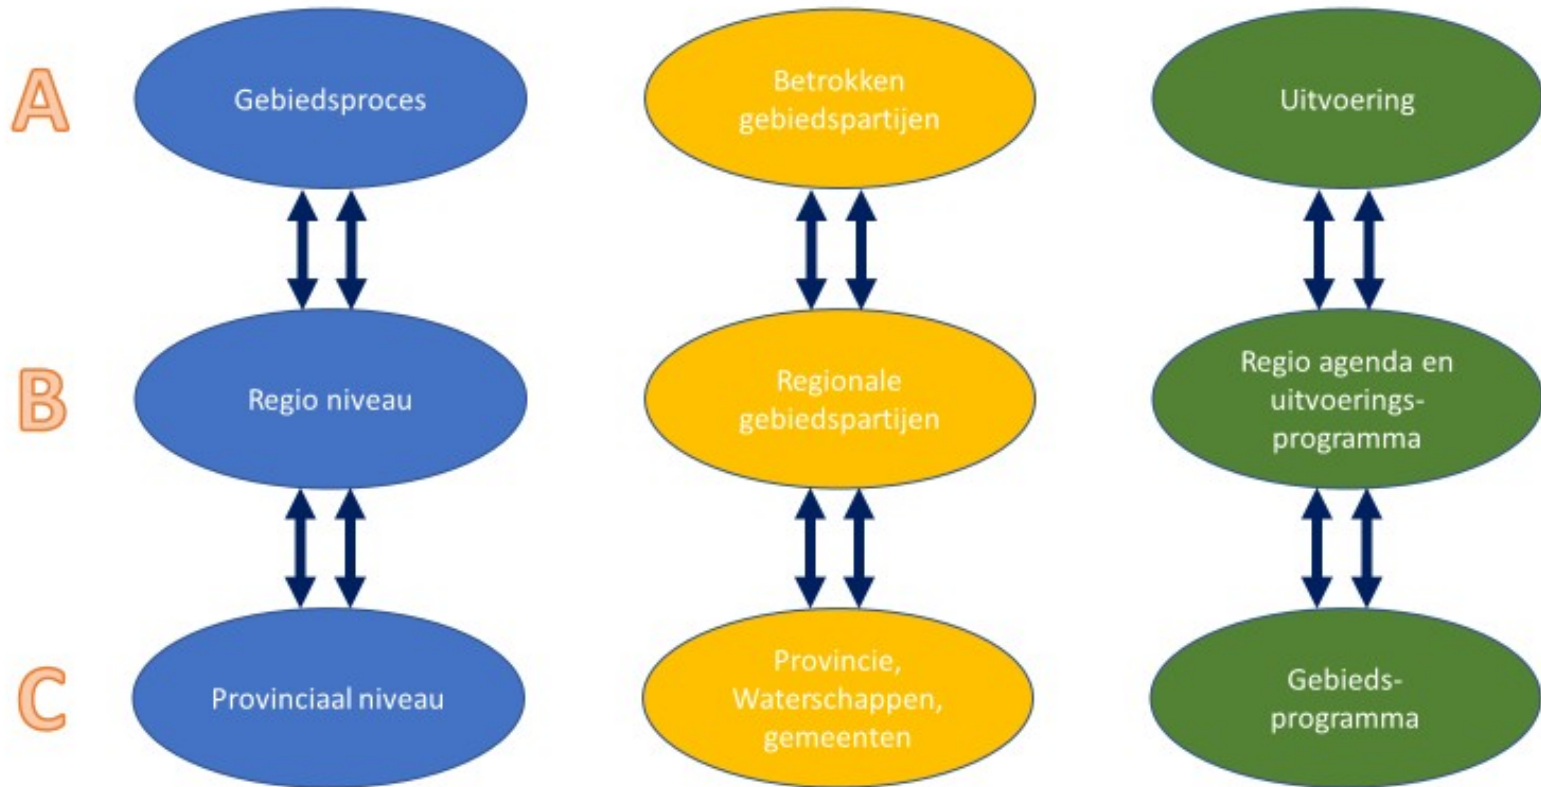 A
Gebiedsproces
Betrokken
gebiedspartijen
Uitvoering
B
Regio niveau
Regionale
gebiedspartijen
Regio agenda en
uitvoerings-
programma
C
Provinciaal niveau
Provincie,
Waterschappen,
gemeenten
Gebieds-
programma